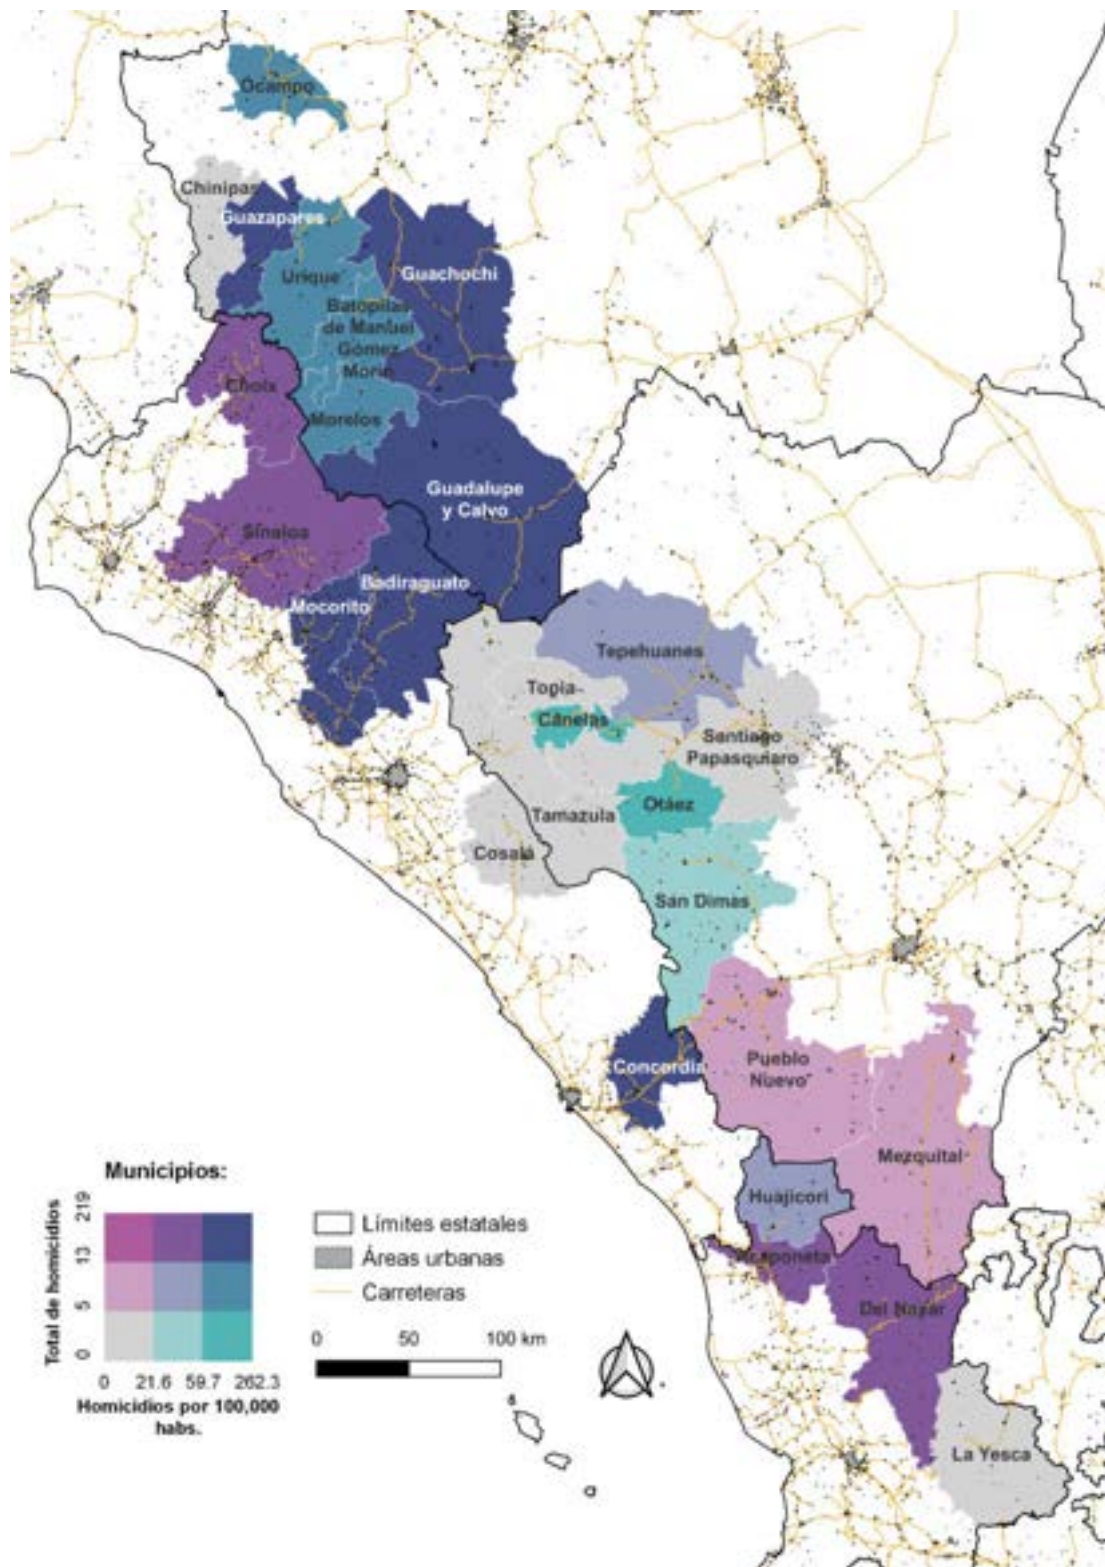 Ocampo
Chinipas
Guazapares
Urique
Guachochi
Batopilas
de Manuel
Gómez
Morin
Choix
Morelos
Guadalupe
y Calvo
Sinaloa
Badiraguato
Mocorito
Tepehuanes
Topia
Canelas
Santiago
Papasquiaro
Otáez
Tamazula
Cosalá
San Dimas
Concordia
Pueblo
Nuevo
Mezquital
Huajicori
Acaponeta
Del Nayar
La Yesca
Municipios:
Total de homicidios
219
13
5
0
0 21.6 59.7 262.3
Homicidios por 100,000
habs.
Límites estatales
Áreas urbanas
Carreteras
0 50 100 km